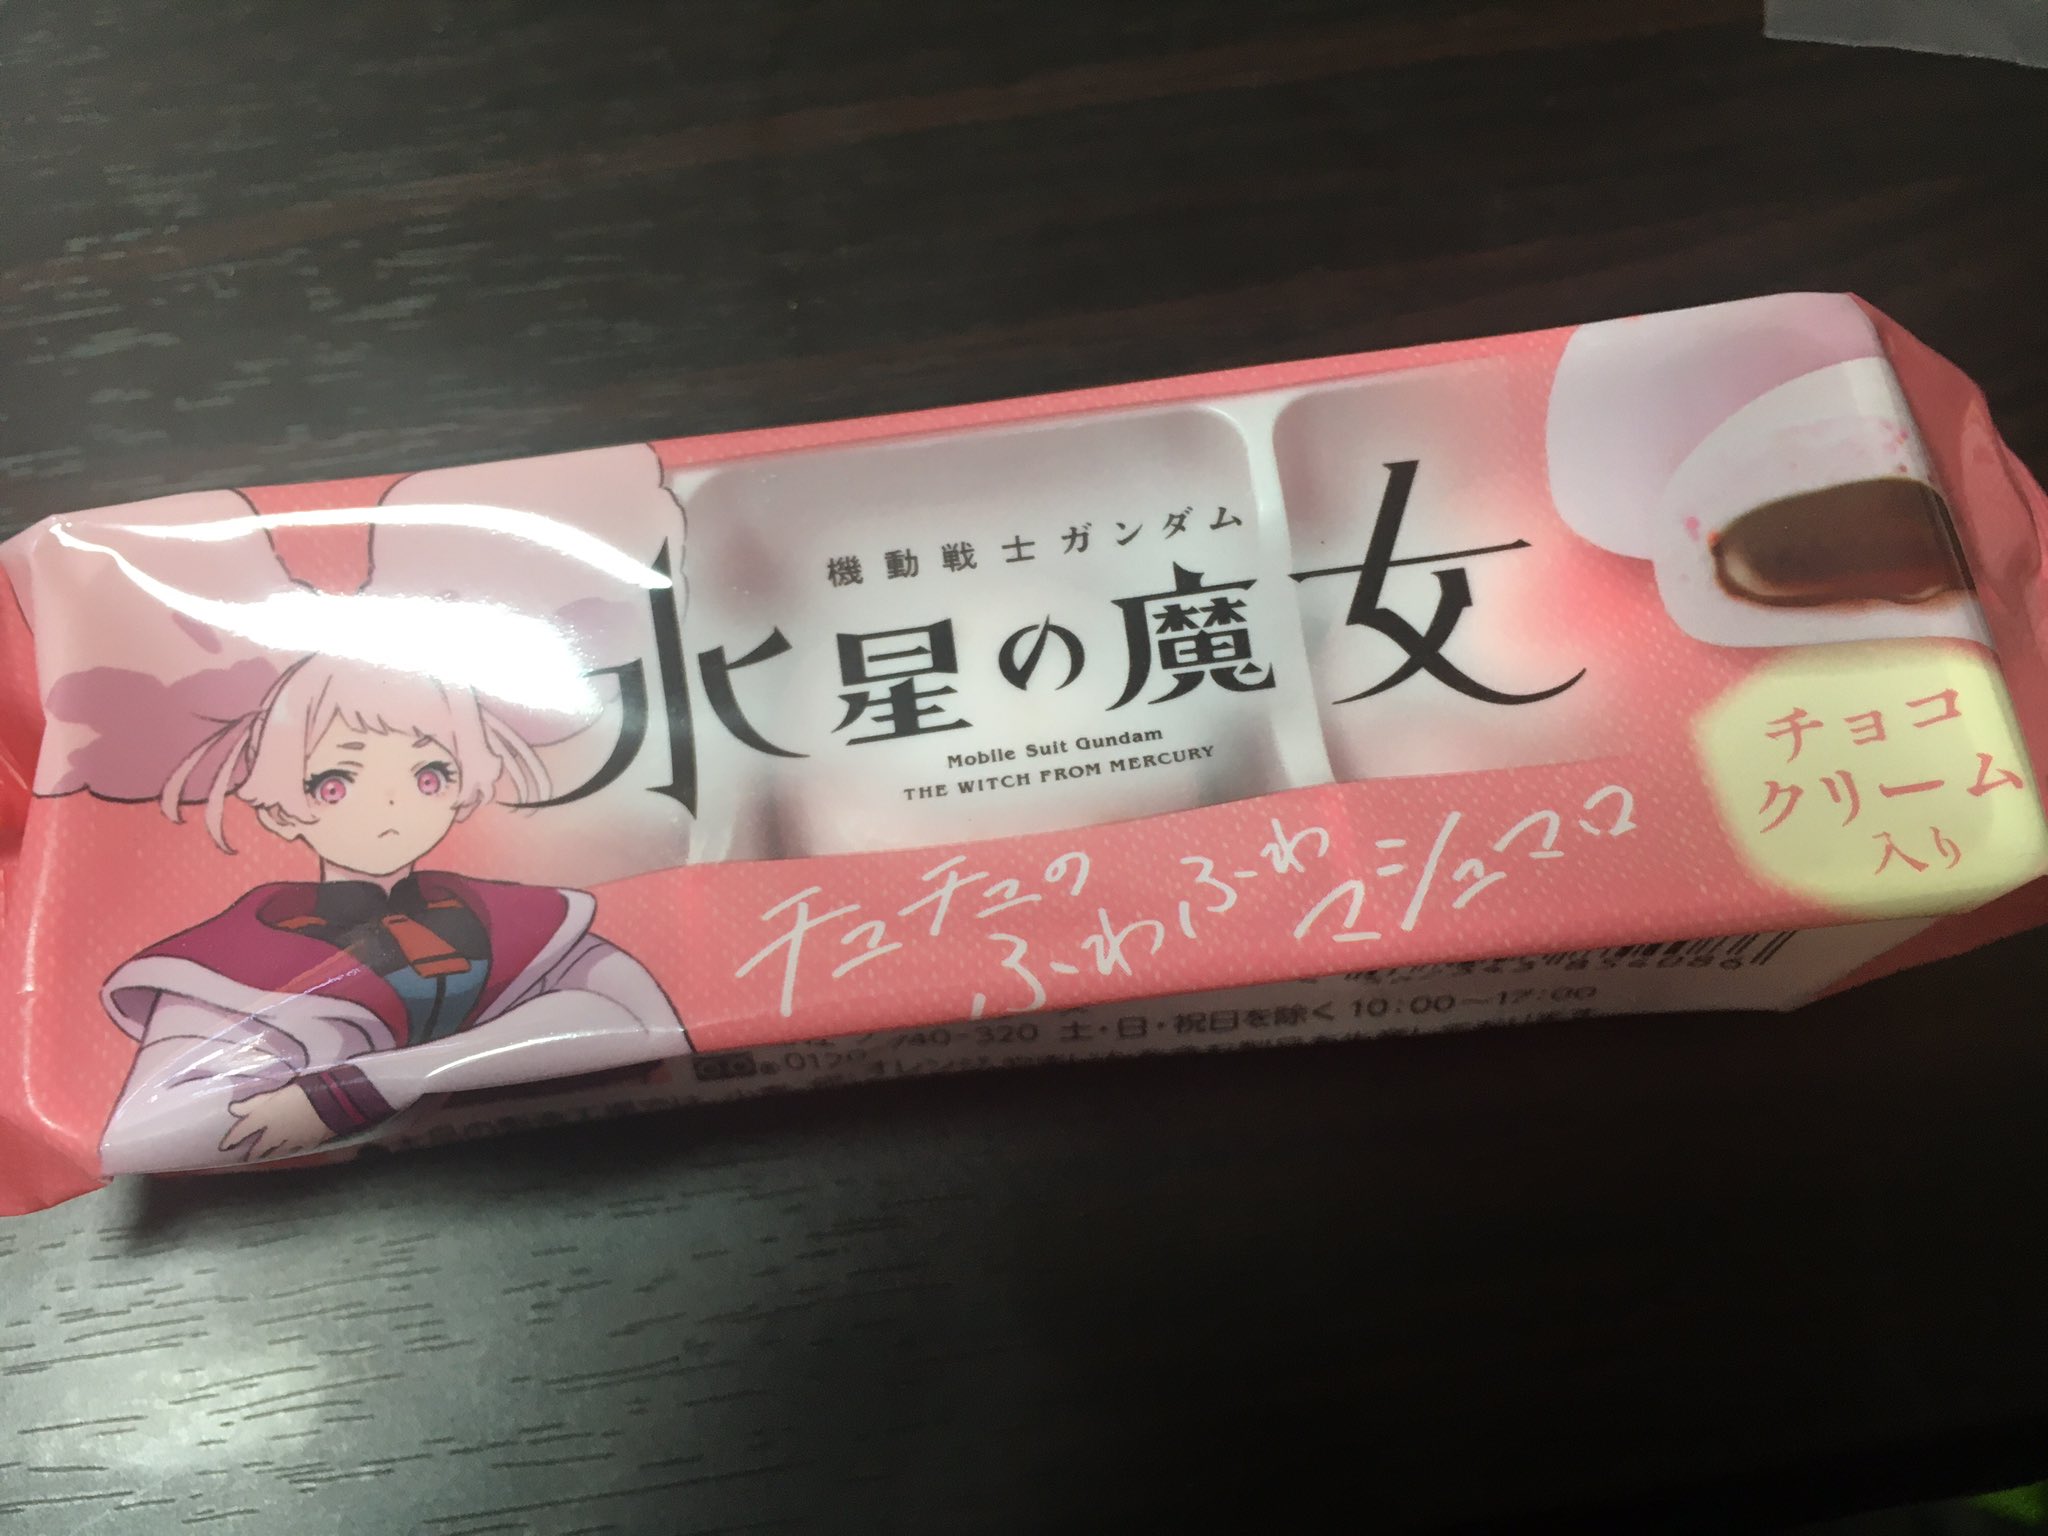 機動戦士ガンダム
水星の魔女
Mobile Suit Gundam
THE WITCH FROM MERCURY
チュチュの
ふわふわ
マシュマロ
チョコ
クリーム
入り
740-320 土・日・祝日を除く 10:00〜17:00